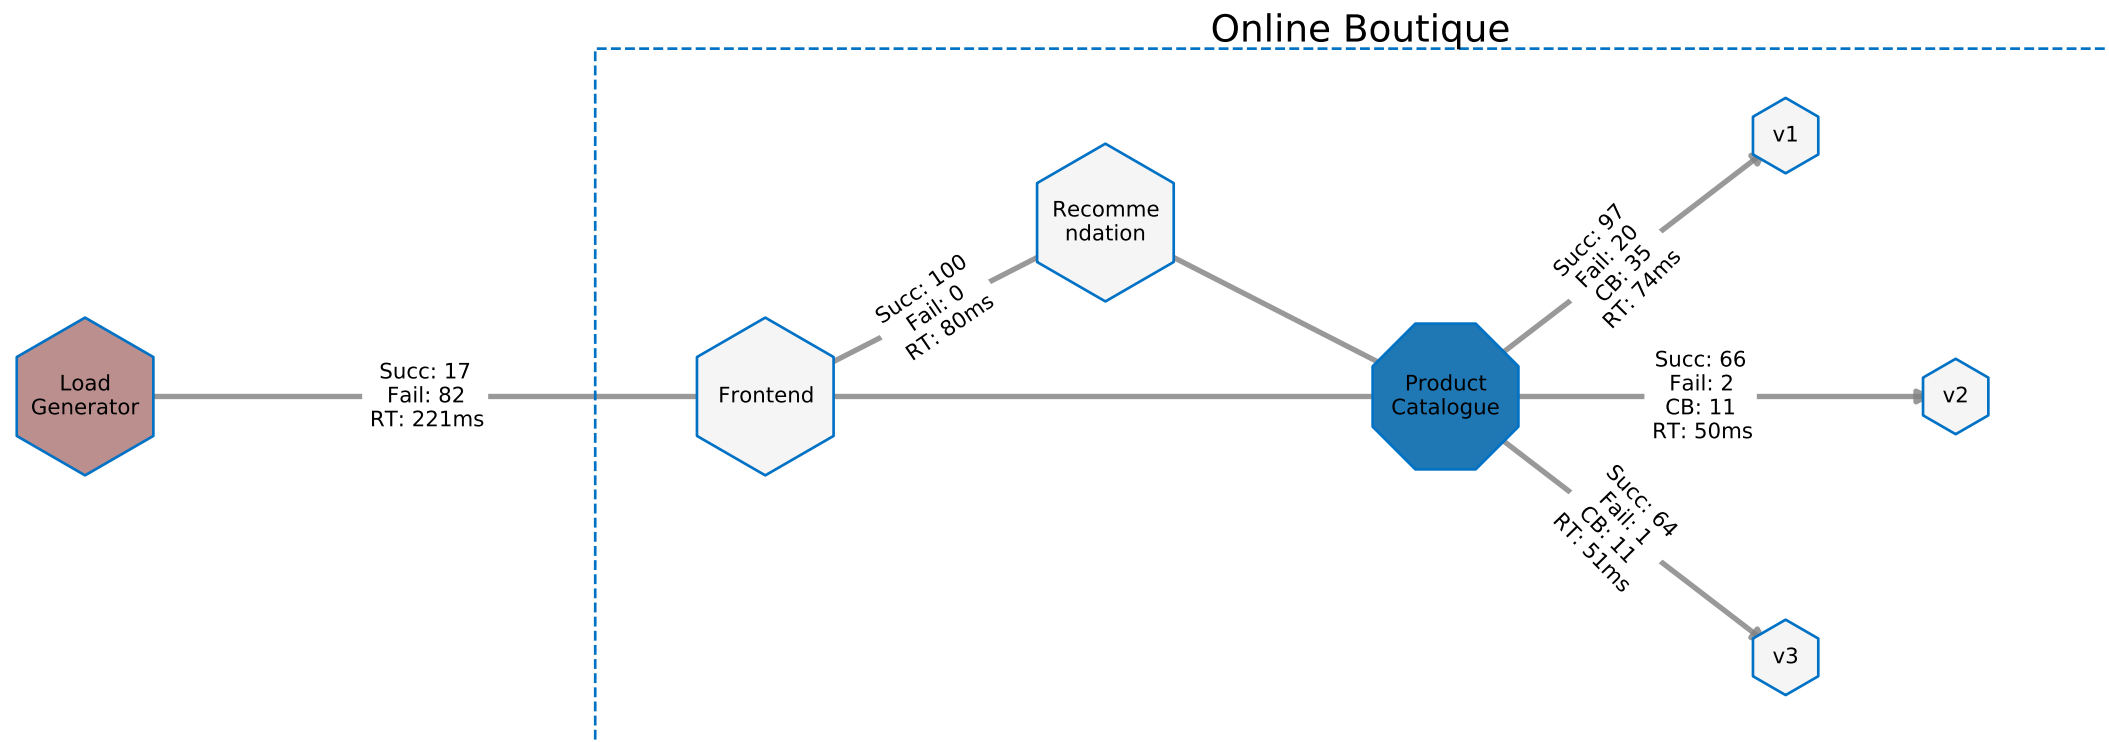 Online Boutique
Load
Generator
Succ: 17
Fail: 82
RT: 221ms
Frontend
Succ: 100
Fail: 0
RT: 80ms
Recomme
ndation
Product
Catalogue
Succ: 97
Fail: 20
CB: 35
RT: 74ms
v1
Succ: 66
Fail: 2
CB: 11
RT: 50ms
v2
Succ: 64
Fail: 1
CB: 11
RT: 51ms
v3